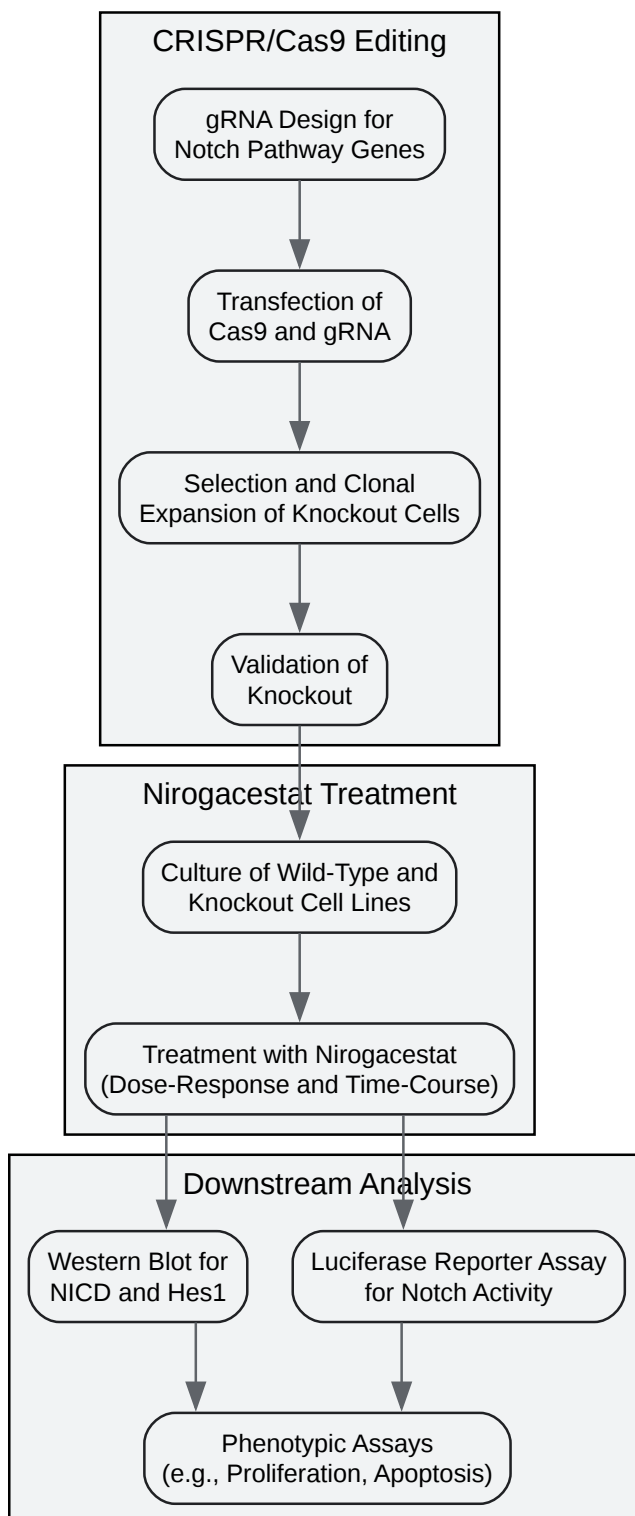 CRISPR/Cas9 Editing
gRNA Design for
Notch Pathway Genes
Transfection of
Cas9 and gRNA
Selection and Clonal
Expansion of Knockout Cells
Validation of
Knockout
Nirogacestat Treatment
Culture of Wild-Type and
Knockout Cell Lines
Treatment with Nirogacestat
(Dose-Response and Time-Course)
Downstream Analysis
Western Blot for
NICD and Hes1
Luciferase Reporter Assay
for Notch Activity
Phenotypic Assays
(e.g., Proliferation, Apoptosis)